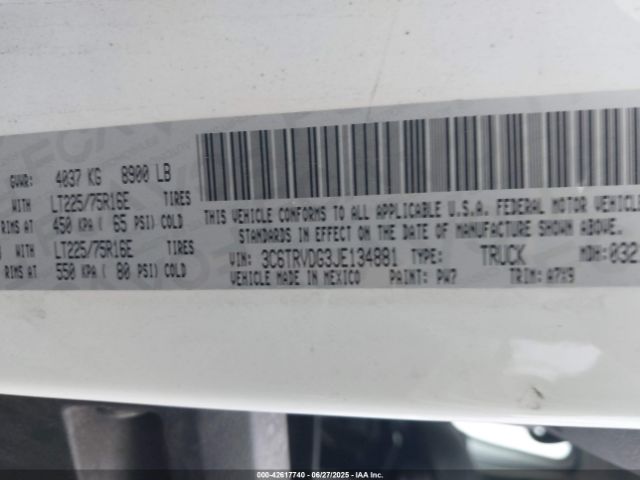 GVWR: 4037 KG 8900 LB
WITH LT225/75R16E TIRES
RIMS AT 450 KPA ( 65 PSI) COLD
WITH LT225/75R16E TIRES
RIMS AT 550 KPA ( 80 PSI) COLD
THIS VEHICLE CONFORMS TO ALL APPLICABLE U.S.A. FEDERAL MOTOR VEHICLE
STANDARDS IN EFFECT ON THE DATE OF MANUFACTURE SHOWN ABOVE.
VIN: 3C6TRVDG3JE134881 TYPE: TRUCK MDH: 032
VEHICLE MADE IN MEXICO PAINT: PW7 TRIM: A7X9
000-42617740 - 06/27/2025 - IAA Inc.